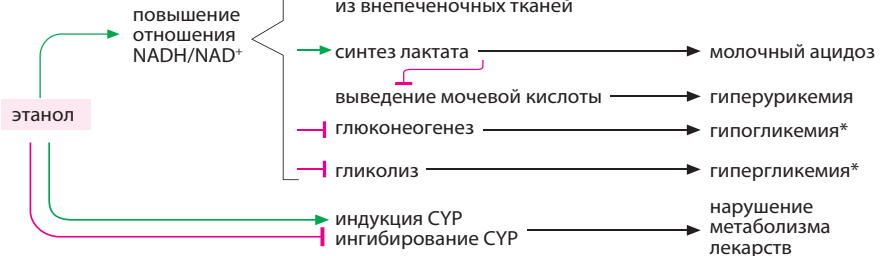 из внепеченочных тканей
повышение
отношения
NADH/NAD⁺
синтез лактата
молочный ацидоз
выведение мочевой кислоты
гиперурикемия
этанол
глюконеогенез
гипогликемия*
гликолиз
гипергликемия*
индукция CYP
ингибирование CYP
нарушение
метаболизма
лекарств